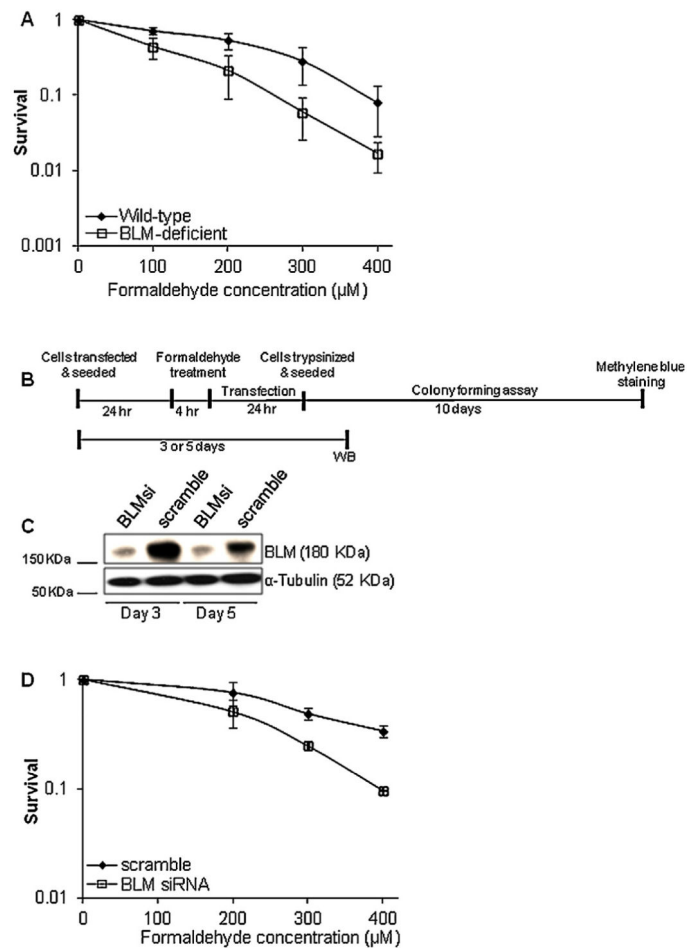 A
1
0.1
0.01
0.001
Survival
Wild-type
BLM-deficient
0 100 200 300 400
Formaldehyde concentration (µM)
B
Cells transfected & seeded
Formaldehyde treatment
Cells trypsinized & seeded
Methylene blue staining
24 hr
4 hr
Transfection
24 hr
Colony forming assay
10 days
3 or 5 days
WB
C
BLMsi scramble BLMsi scramble
150 KDa
BLM (180 KDa)
50 KDa
α-Tubulin (52 KDa)
Day 3 Day 5
D
1
0.1
0.01
Survival
scramble
BLM siRNA
0 100 200 300 400
Formaldehyde concentration (µM)